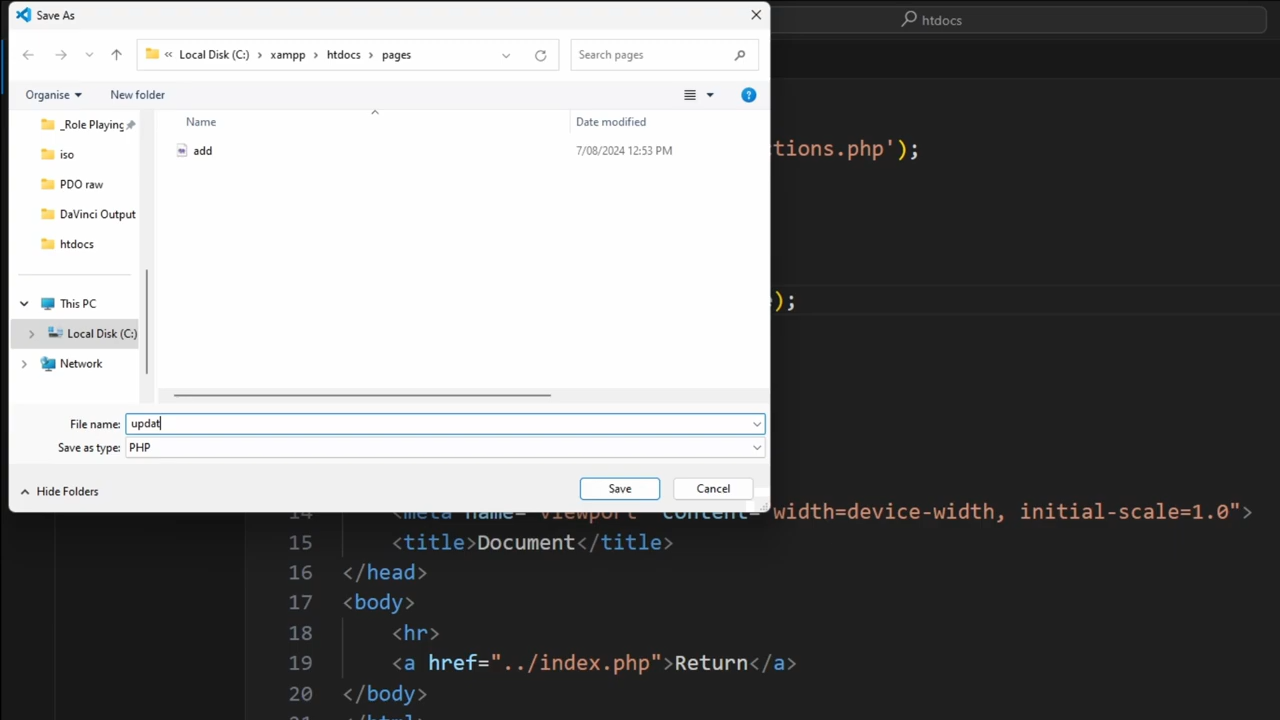 Save As
htdocs
Local Disk (C:) > xampp > htdocs > pages
Search pages
Organise
New folder
Name
Date modified
_Role Playing
add
7/08/2024 12:53 PM
tions.php');
iso
PDO raw
DaVinci Output
htdocs
This PC
);
Local Disk (C:)
Network
File name: updat
Save as type: PHP
Hide Folders
Save
Cancel
14 <meta name="viewport" content="width=device-width, initial-scale=1.0">
15 <title>Document</title>
16 </head>
17 <body>
18 <hr>
19 <a href="../index.php">Return</a>
20 </body>
21 </html>